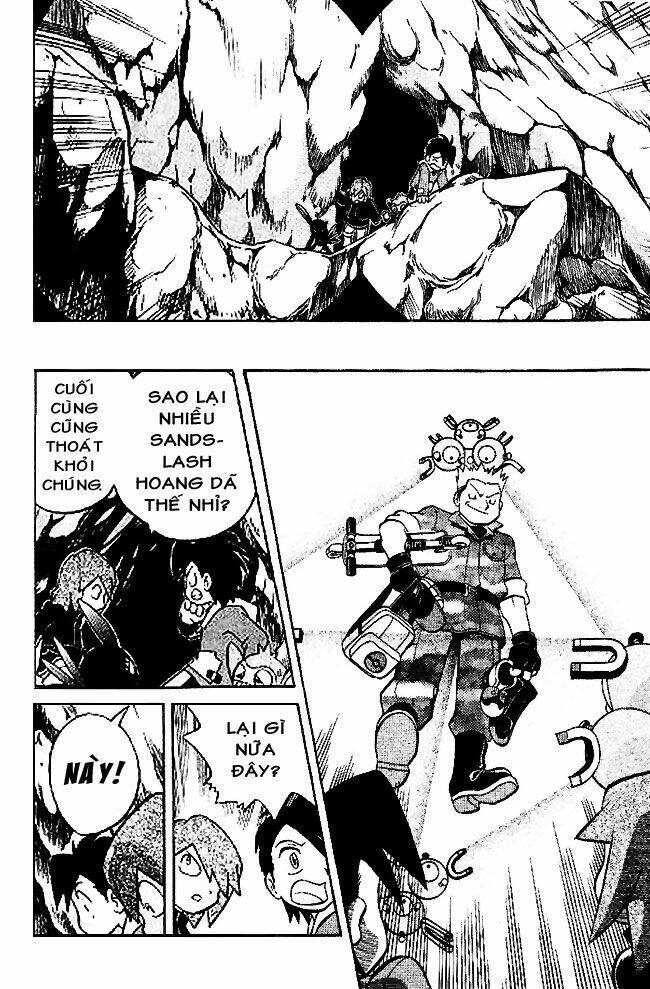 SAO LẠI
NHIỀU
SANDS-
LASH
HOANG DÃ
THẾ NHỈ?
CUỐI
CÙNG
CŨNG
THOÁT
KHỎI
CHÚNG.
LẠI GÌ
NỮA
ĐÂY?
NÀY!